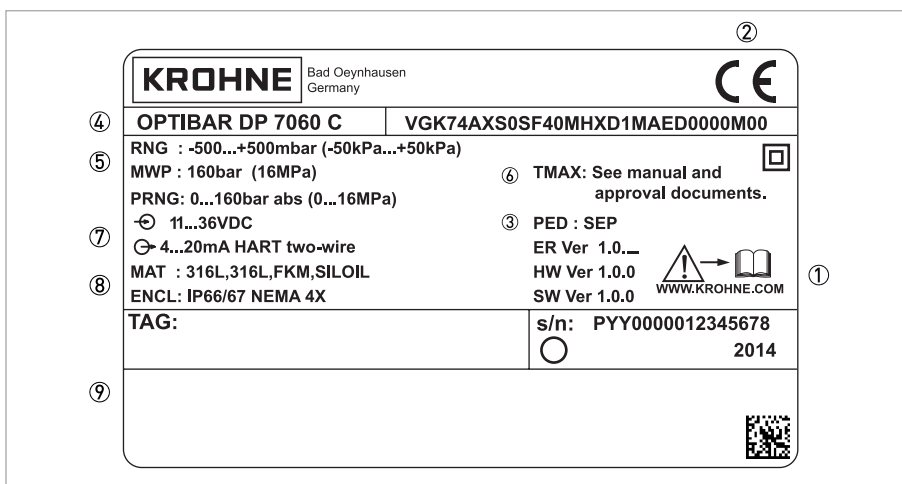 ②
KROHNE Bad Oeynhausen
Germany
CE
④ OPTIBAR DP 7060 C VGK74AXS0SF40MHXD1MAED0000M00
⑤ RNG : -500...+500mbar (-50kPa...+50kPa)
MWP : 160bar (16MPa)
PRNG: 0...160bar abs (0...16MPa)
⑥ TMAX: See manual and
approval documents.
⑦ 11...36VDC
4...20mA HART two-wire
③ PED : SEP
ER Ver 1.0._
HW Ver 1.0.0
SW Ver 1.0.0
WWW.KROHNE.COM
①
⑧ MAT : 316L,316L,FKM,SILOIL
ENCL: IP66/67 NEMA 4X
TAG:
s/n: PYY0000012345678
2014
⑨